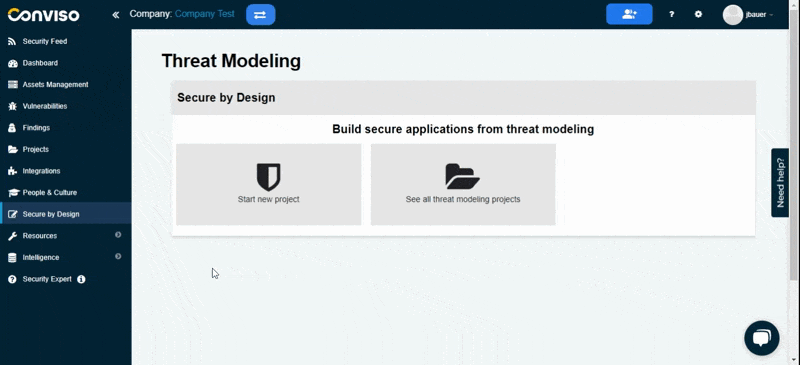 CONVISO
Company: Company Test
jbauer
Security Feed
Dashboard
Assets Management
Vulnerabilities
Findings
Projects
Integrations
People & Culture
Secure by Design
Resources
Intelligence
Security Expert
Threat Modeling
Secure by Design
Build secure applications from threat modeling
Start new project
See all threat modeling projects
Need help?